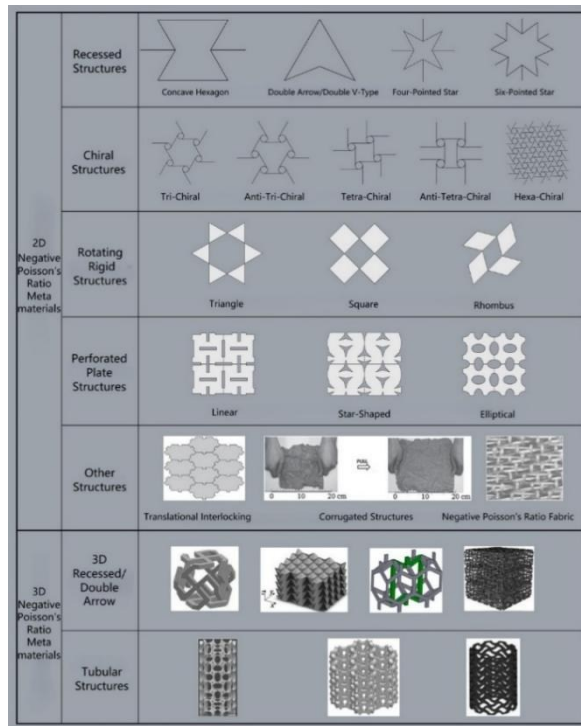 2D
Negative
Poisson's
Ratio
Meta
materials
Recessed
Structures
Concave Hexagon
Double Arrow/Double V-Type
Four-Pointed Star
Six-Pointed Star
Chiral
Structures
Tri-Chiral
Anti-Tri-Chiral
Tetra-Chiral
Anti-Tetra-Chiral
Hexa-Chiral
Rotating
Rigid
Structures
Triangle
Square
Rhombus
Perforated
Plate
Structures
Linear
Star-Shaped
Elliptical
Other
Structures
PULL
0 10 20 cm
0 10 20 cm
Translational Interlocking
Corrugated Structures
Negative Poisson's Ratio Fabric
3D
Negative
Poisson's
Ratio
Meta
materials
3D
Recessed/
Double
Arrow
Tubular
Structures